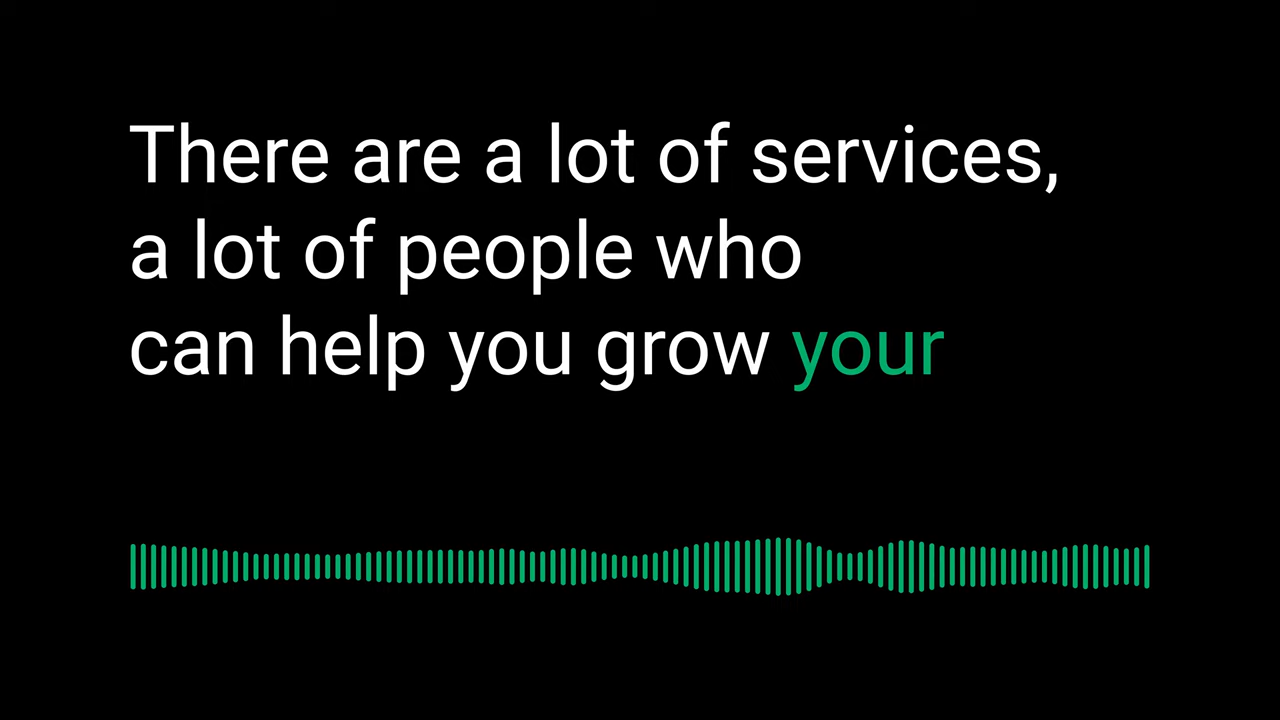 There are a lot of services,
a lot of people who
can help you grow your